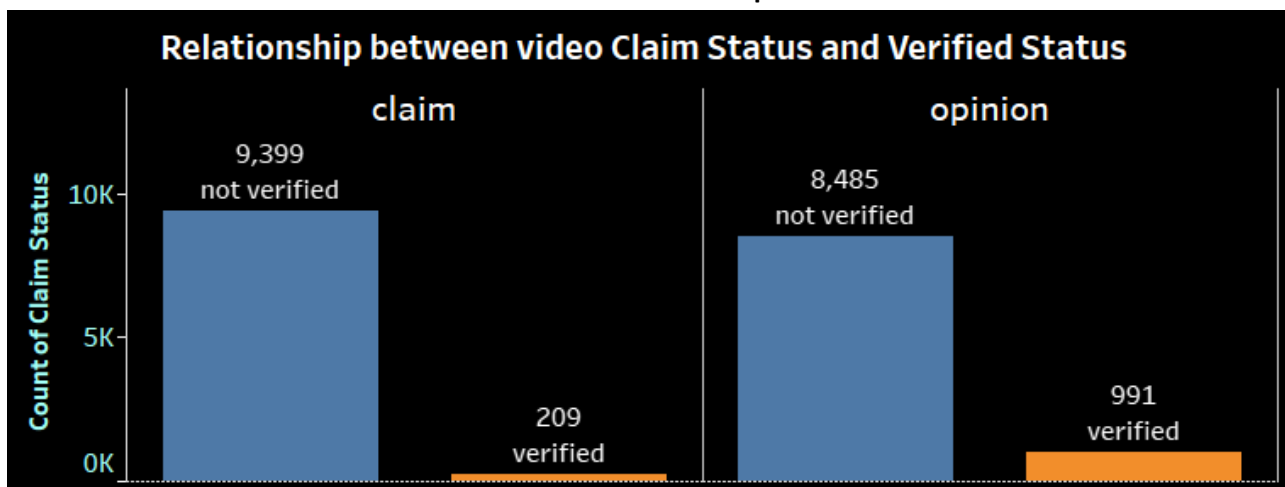 Relationship between video Claim Status and Verified Status
claim
opinion
Count of Claim Status
10K
5K
0K
9,399
not verified
209
verified
8,485
not verified
991
verified